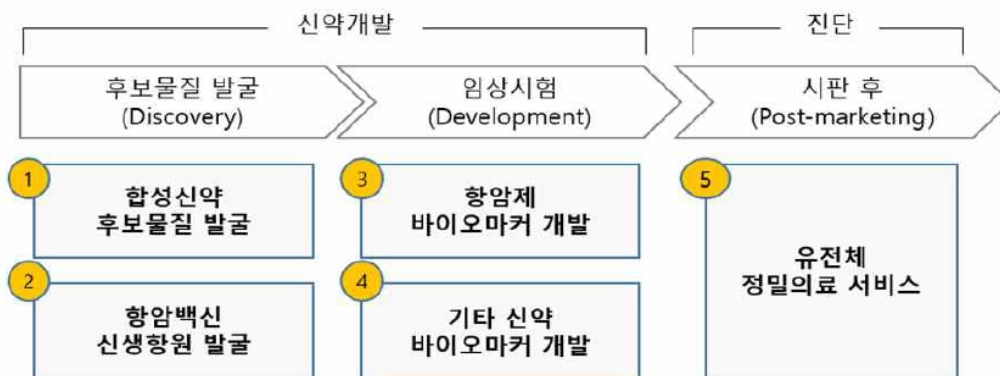 신약개발
진단
후보물질 발굴
(Discovery)
임상시험
(Development)
시판 후
(Post-marketing)
1
합성신약
후보물질 발굴
2
항암백신
신생항원 발굴
3
항암제
바이오마커 개발
4
기타 신약
바이오마커 개발
5
유전체
정밀의료 서비스